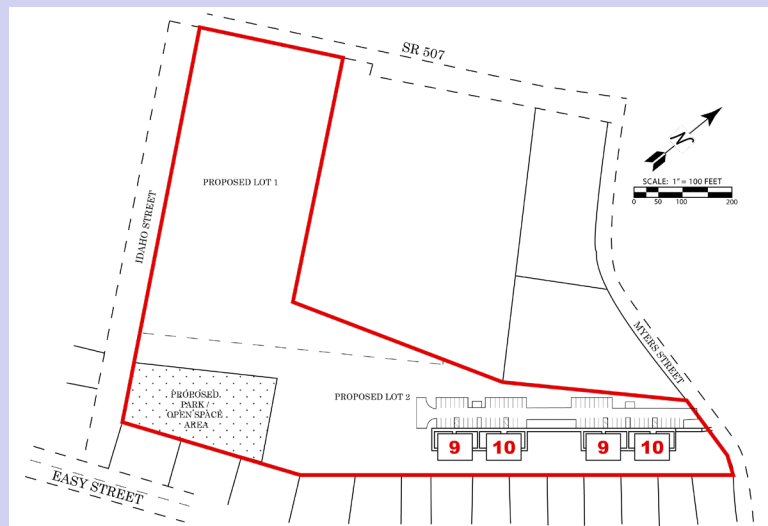 SR 507
PROPOSED LOT 1
IDAHO STREET
N
SCALE: 1" = 100 FEET
0 50 100 200
MYERS STREET
PROPOSED
PARK /
OPEN SPACE
AREA
PROPOSED LOT 2
9 10 9 10
EASY STREET